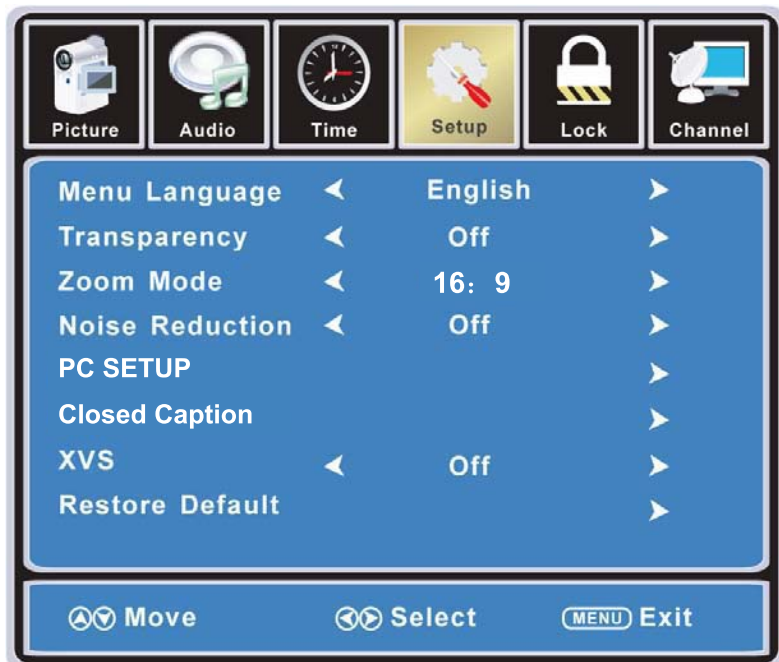 Picture Audio Time Setup Lock Channel
Menu Language English
Transparency Off
Zoom Mode 16: 9
Noise Reduction Off
PC SETUP
Closed Caption
XVS Off
Restore Default
Move Select MENU Exit